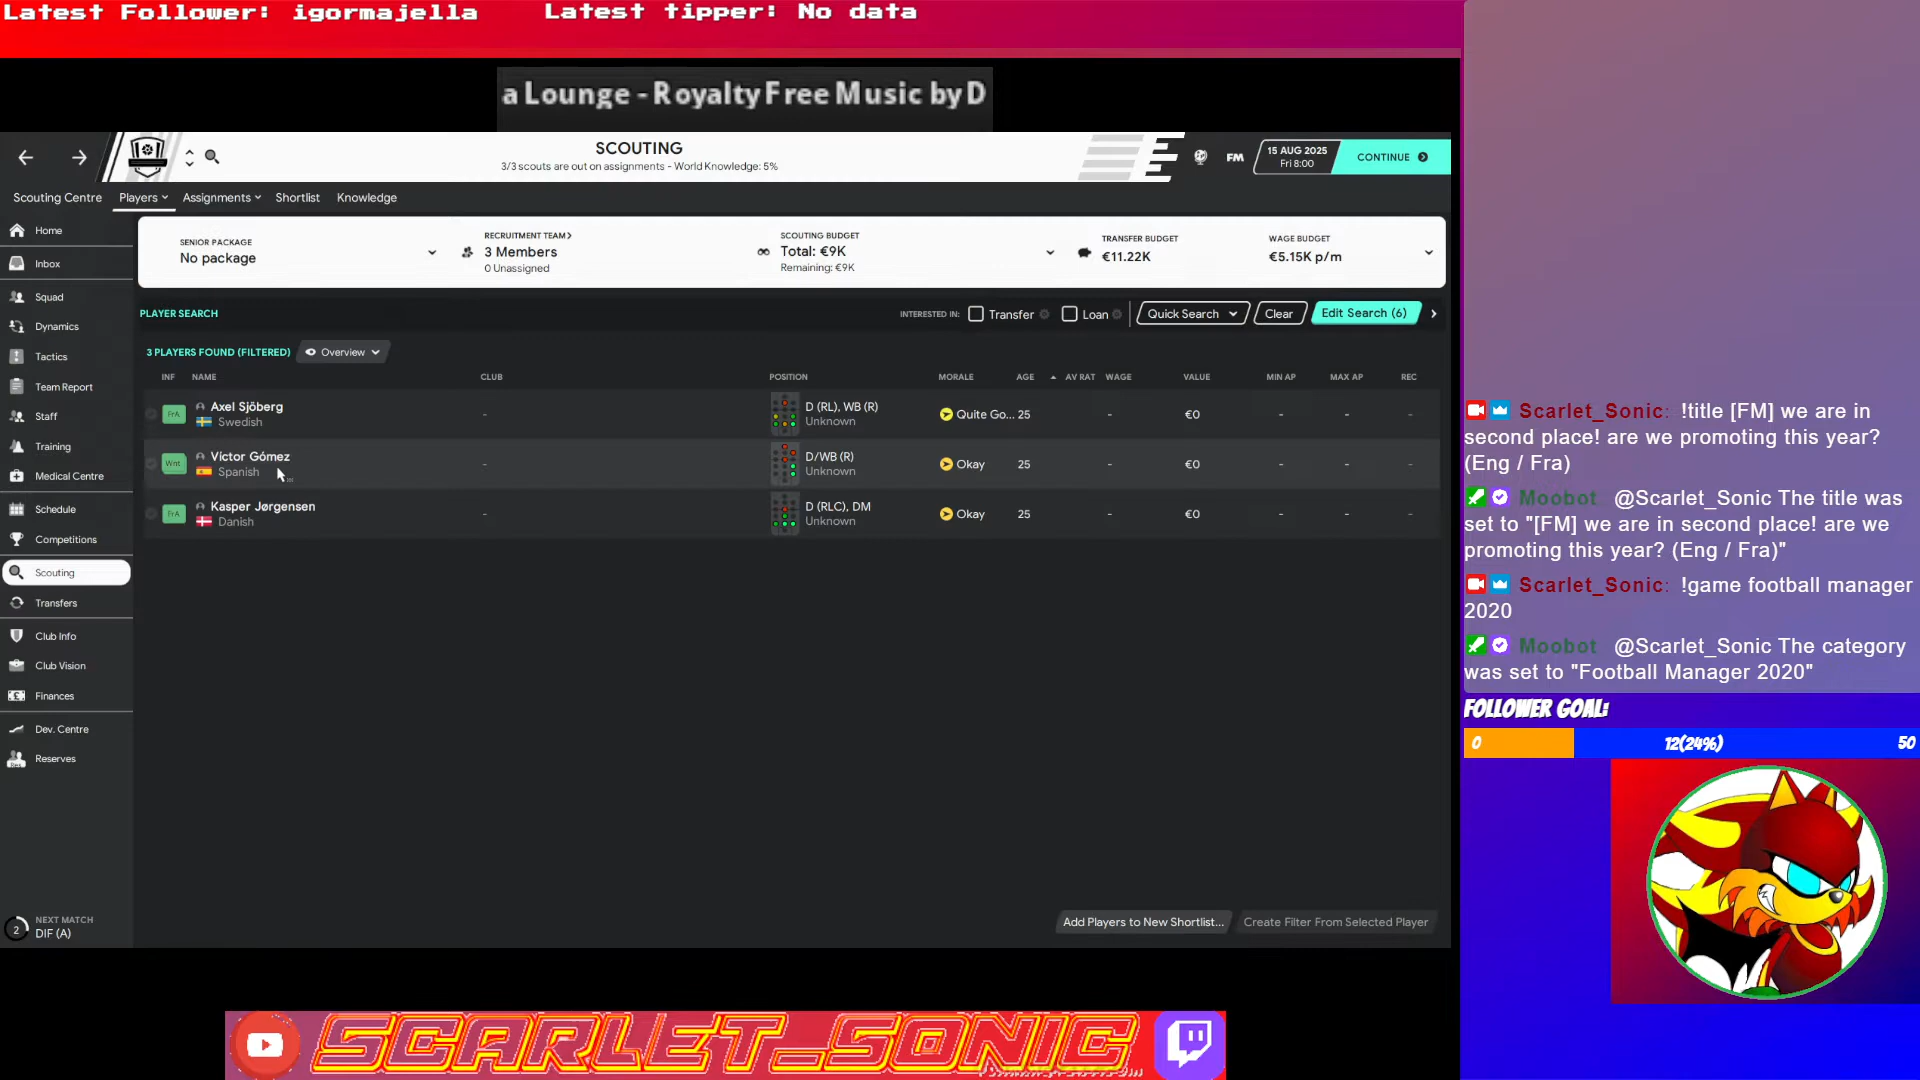 Latest Follower: igormajella
Latest tipper: No data
a Lounge - Royalty Free Music by D
SCOUTING
3/3 scouts are out on assignments - World Knowledge: 5%
FM
15 AUG 2025
Fri 8:00
CONTINUE
Scouting Centre
Players
Assignments
Shortlist
Knowledge
Home
Inbox
Squad
Dynamics
Tactics
Team Report
Staff
Training
Medical Centre
Schedule
Competitions
Scouting
Transfers
Club Info
Club Vision
Finances
Dev. Centre
Reserves
2
NEXT MATCH
DIF (A)
SENIOR PACKAGE
No package
RECRUITMENT TEAM
3 Members
0 Unassigned
SCOUTING BUDGET
Total: €9K
Remaining: €9K
TRANSFER BUDGET
€11.22K
WAGE BUDGET
€5.15K p/m
PLAYER SEARCH
INTERESTED IN:
Transfer
Loan
Quick Search
Clear
Edit Search (6)
3 PLAYERS FOUND (FILTERED)
Overview
INF NAME CLUB POSITION MORALE AGE AV RAT WAGE VALUE MIN AP MAX AP REC
FrA Axel Sjöberg - D (RL), WB (R) Quite Go... 25 - €0 - - -
Swedish Unknown
Wnt Víctor Gómez - D/WB (R) Okay 25 - €0 - - -
Spanish Unknown
FrA Kasper Jørgensen - D (RLC), DM Okay 25 - €0 - - -
Danish Unknown
Add Players to New Shortlist...
Create Filter From Selected Player
Scarlet_Sonic: !title [FM] we are in
second place! are we promoting this year?
(Eng / Fra)
Moobot @Scarlet_Sonic The title was
set to "[FM] we are in second place! are we
promoting this year? (Eng / Fra)"
Scarlet_Sonic: !game football manager
2020
Moobot @Scarlet_Sonic The category
was set to "Football Manager 2020"
FOLLOWER GOAL:
0 12(24%) 50
SCARLET_SONIC